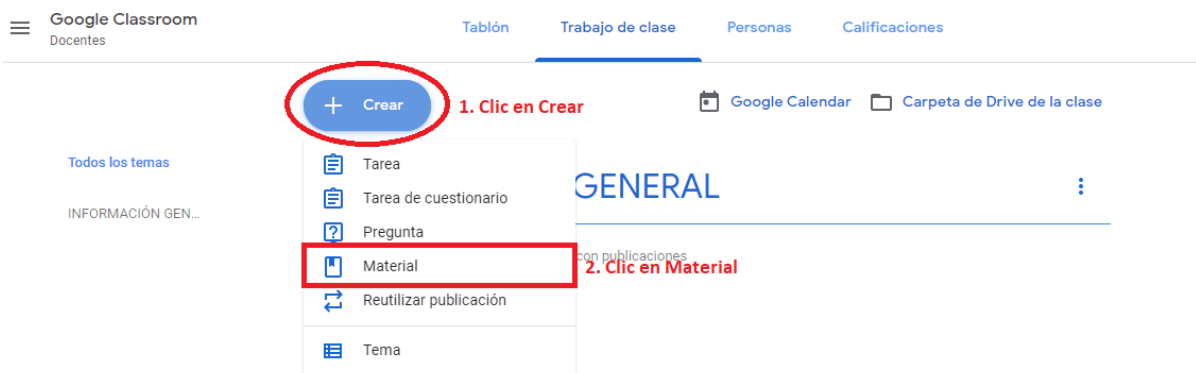 Google Classroom
Docentes
Tablón
Trabajo de clase
Personas
Calificaciones
Crear
1. Clic en Crear
Google Calendar
Carpeta de Drive de la clase
Todos los temas
INFORMACIÓN GEN...
Tarea
Tarea de cuestionario
Pregunta
Material
Reutilizar publicación
Tema
GENERAL
con publicaciones
2. Clic en Material